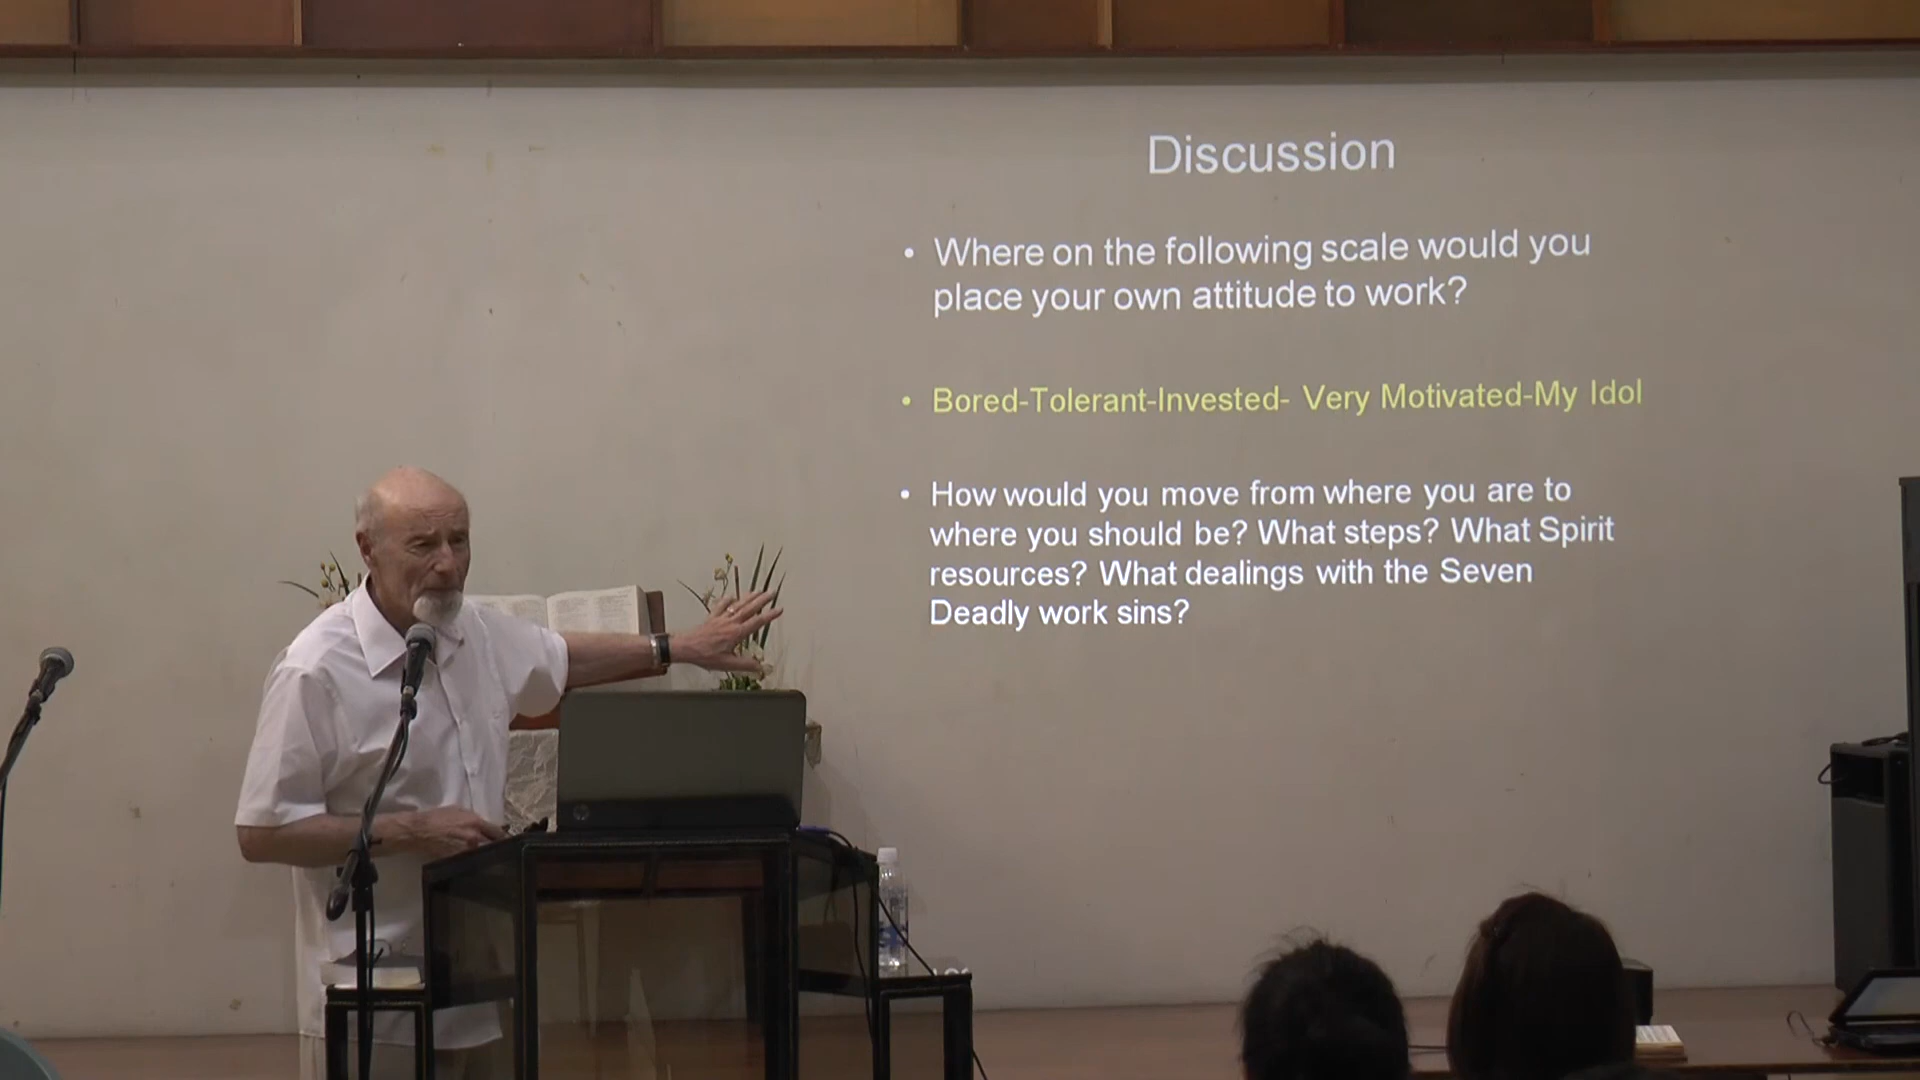 Discussion
• Where on the following scale would you
place your own attitude to work?
• Bored-Tolerant-Invested- Very Motivated-My Idol
• How would you move from where you are to
where you should be? What steps? What Spirit
resources? What dealings with the Seven
Deadly work sins?